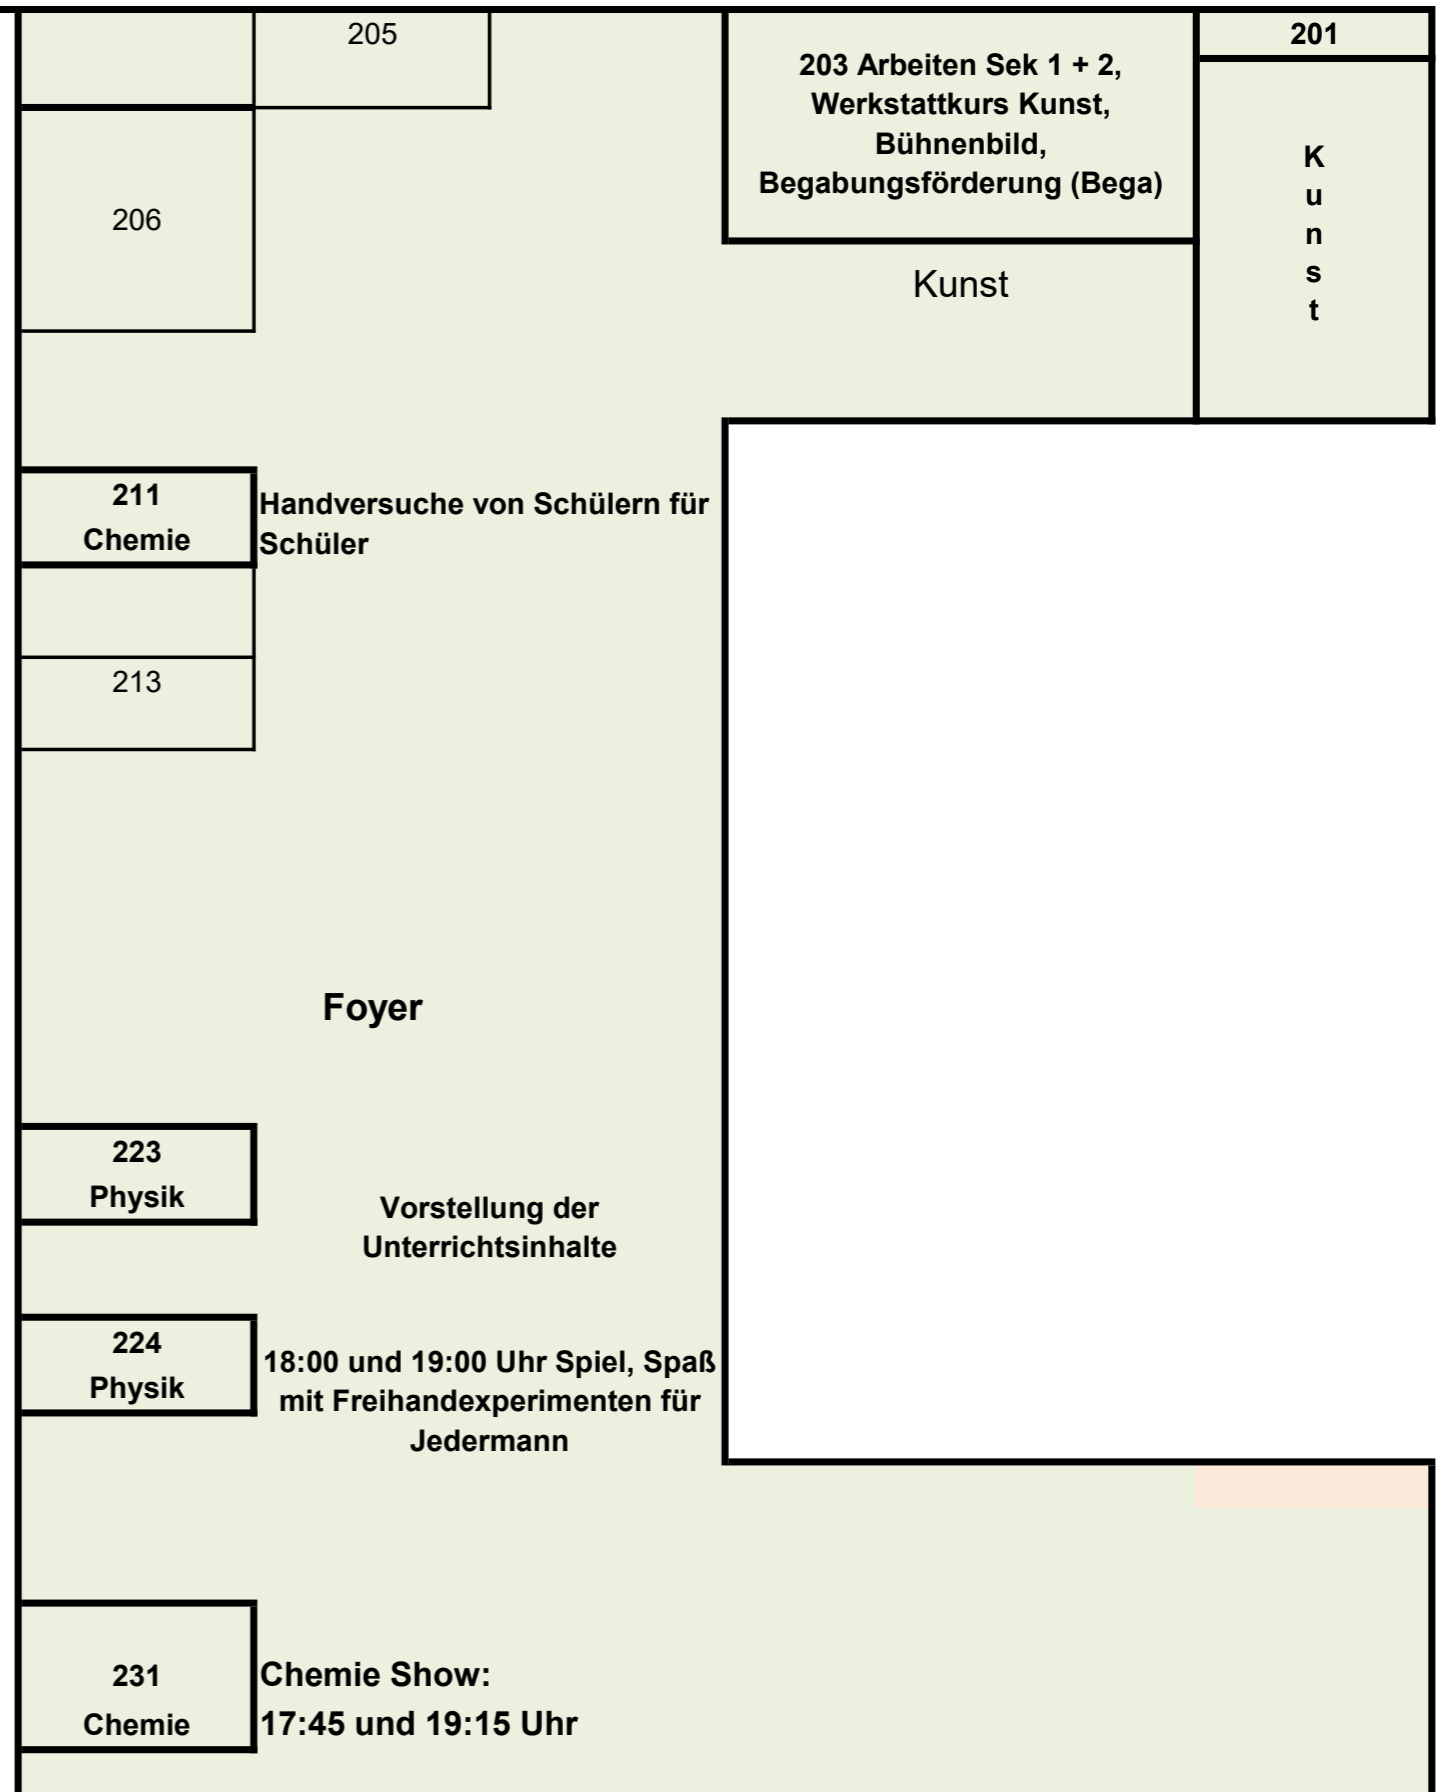 205
203 Arbeiten Sek 1 + 2,
Werkstattkurs Kunst,
Bühnenbild,
Begabungsförderung (Bega)
201
K
u
n
s
t
206
Kunst
211
Chemie
Handversuche von Schülern für
Schüler
213
Foyer
223
Physik
Vorstellung der
Unterrichtsinhalte
224
Physik
18:00 und 19:00 Uhr Spiel, Spaß
mit Freihandexperimenten für
Jedermann
231
Chemie
Chemie Show:
17:45 und 19:15 Uhr